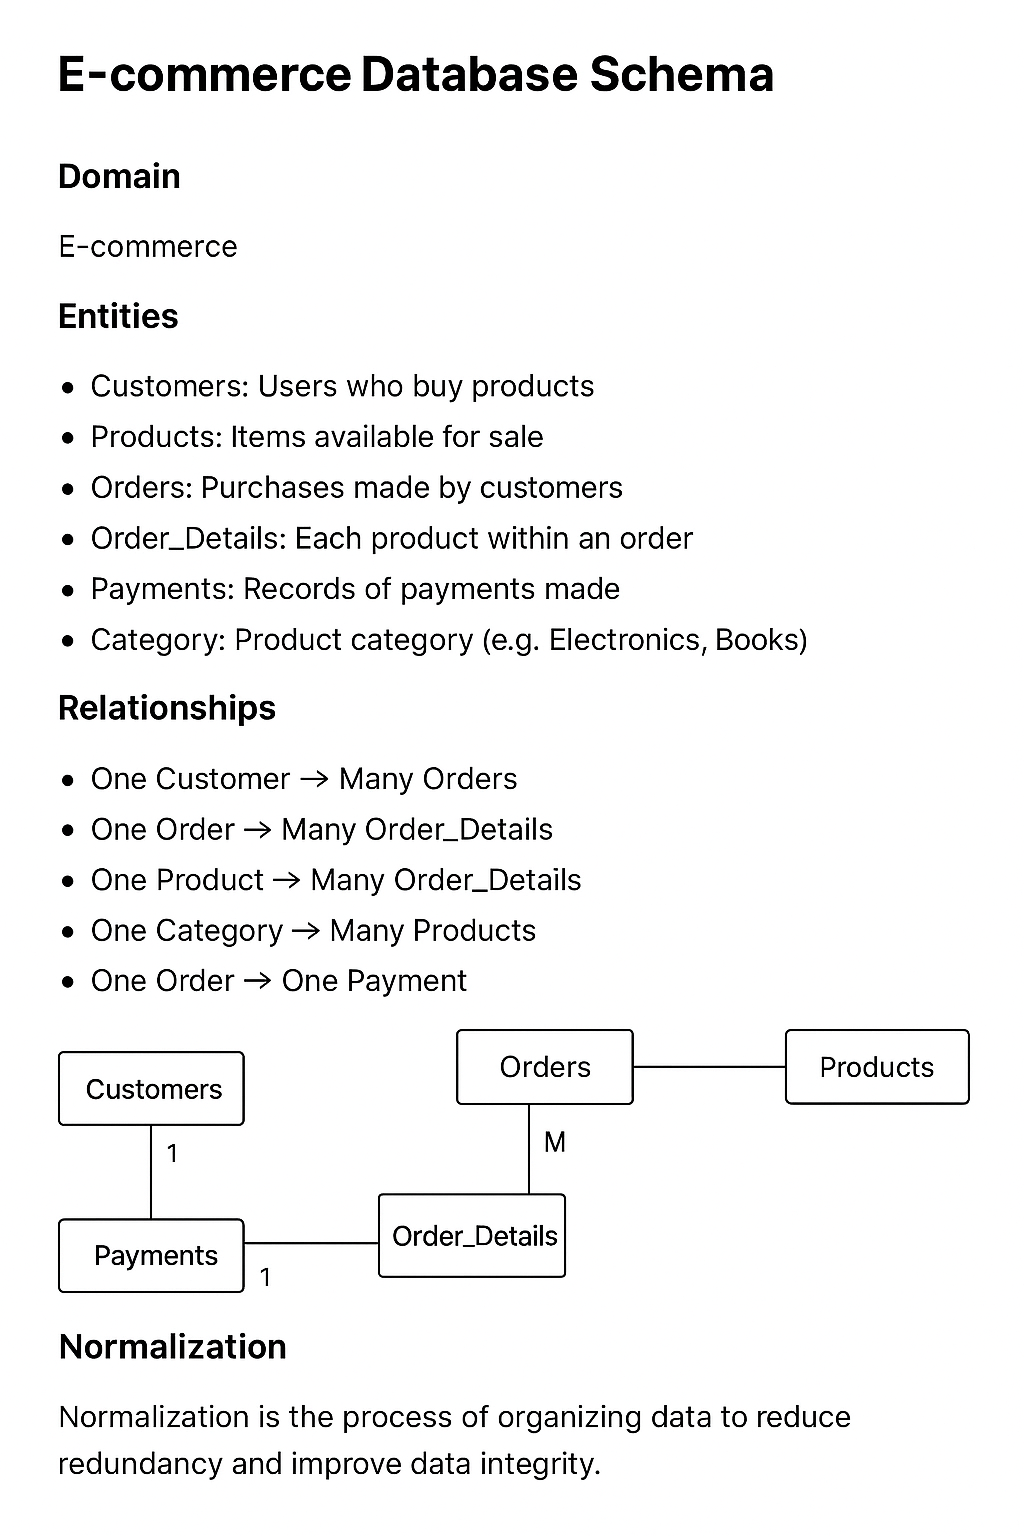 E-commerce Database Schema
Domain
E-commerce
Entities
• Customers: Users who buy products
• Products: Items available for sale
• Orders: Purchases made by customers
• Order_Details: Each product within an order
• Payments: Records of payments made
• Category: Product category (e.g. Electronics, Books)
Relationships
• One Customer → Many Orders
• One Order → Many Order_Details
• One Product → Many Order_Details
• One Category → Many Products
• One Order → One Payment
Orders
Products
Customers
M
1
Order_Details
Payments
1
Normalization
Normalization is the process of organizing data to reduce
redundancy and improve data integrity.